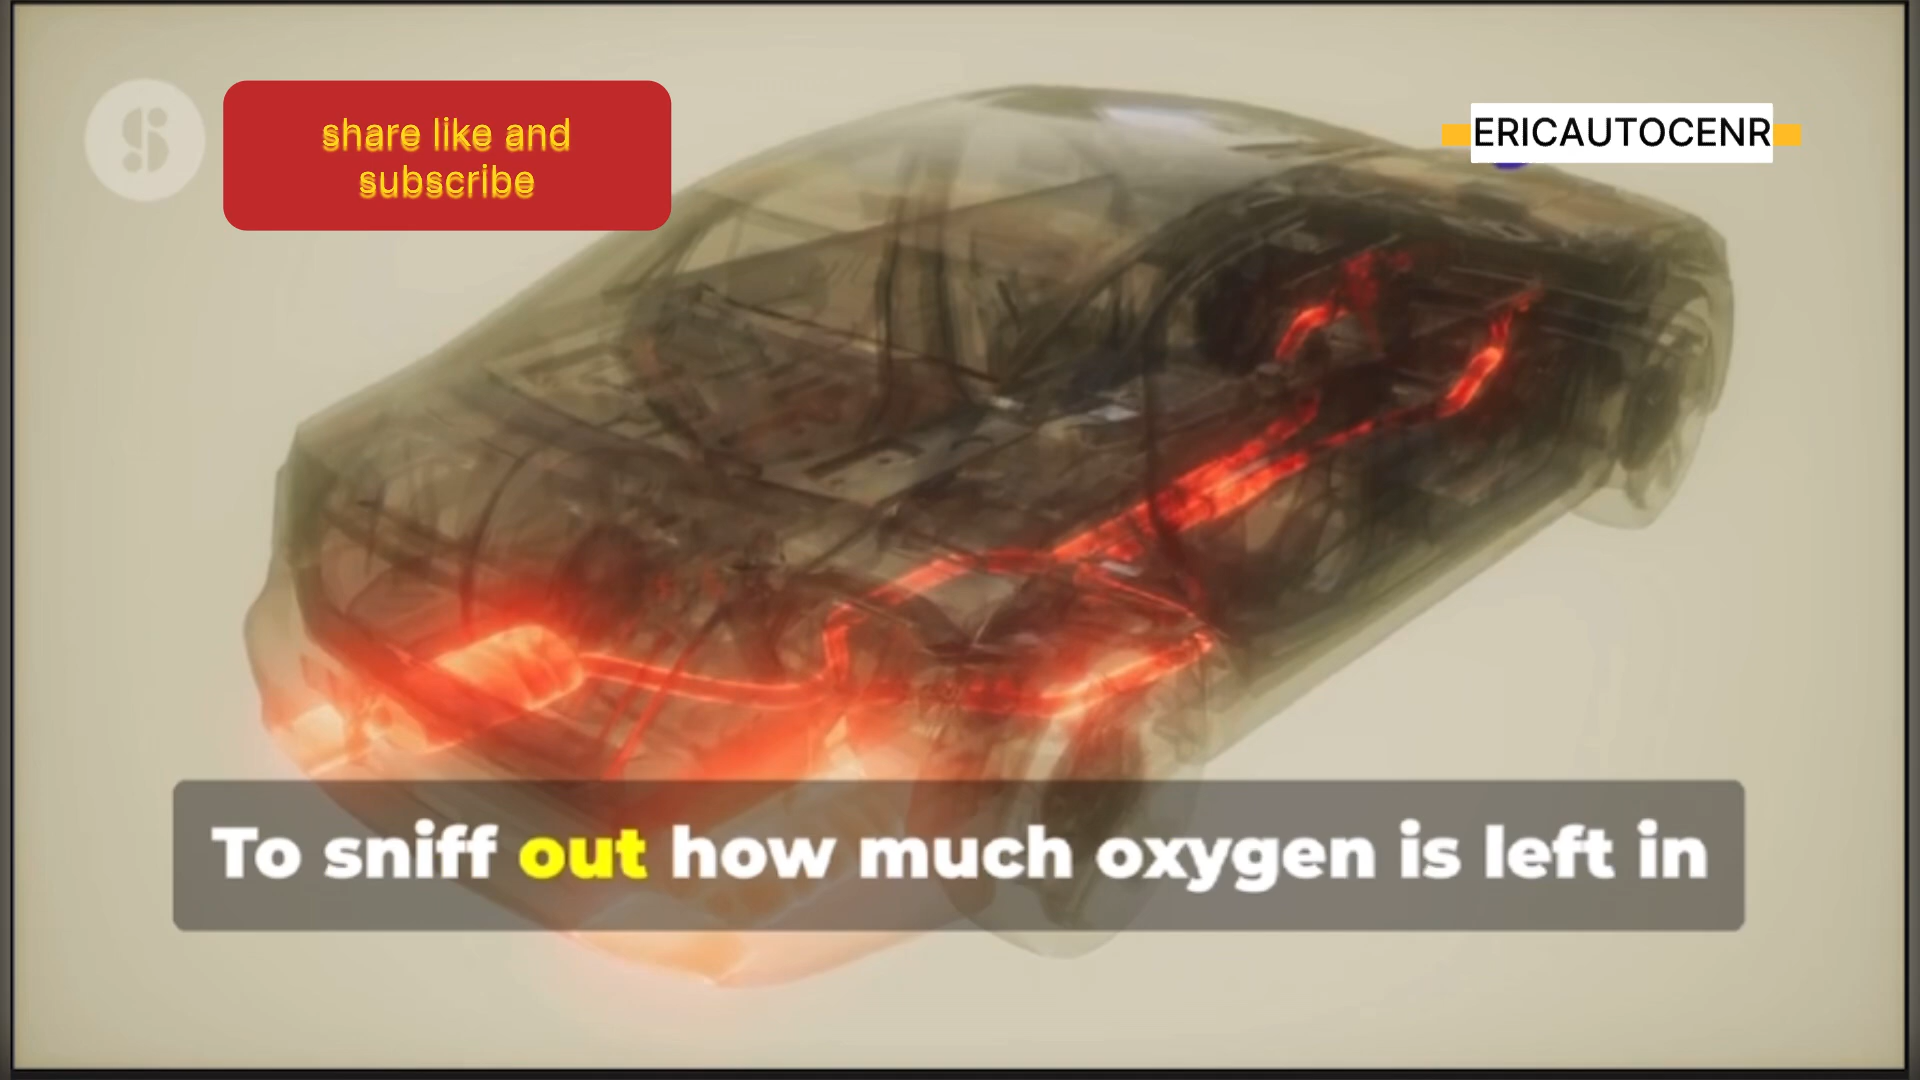 share like and
subscribe
ERICAUTOCENR
To sniff out how much oxygen is left in